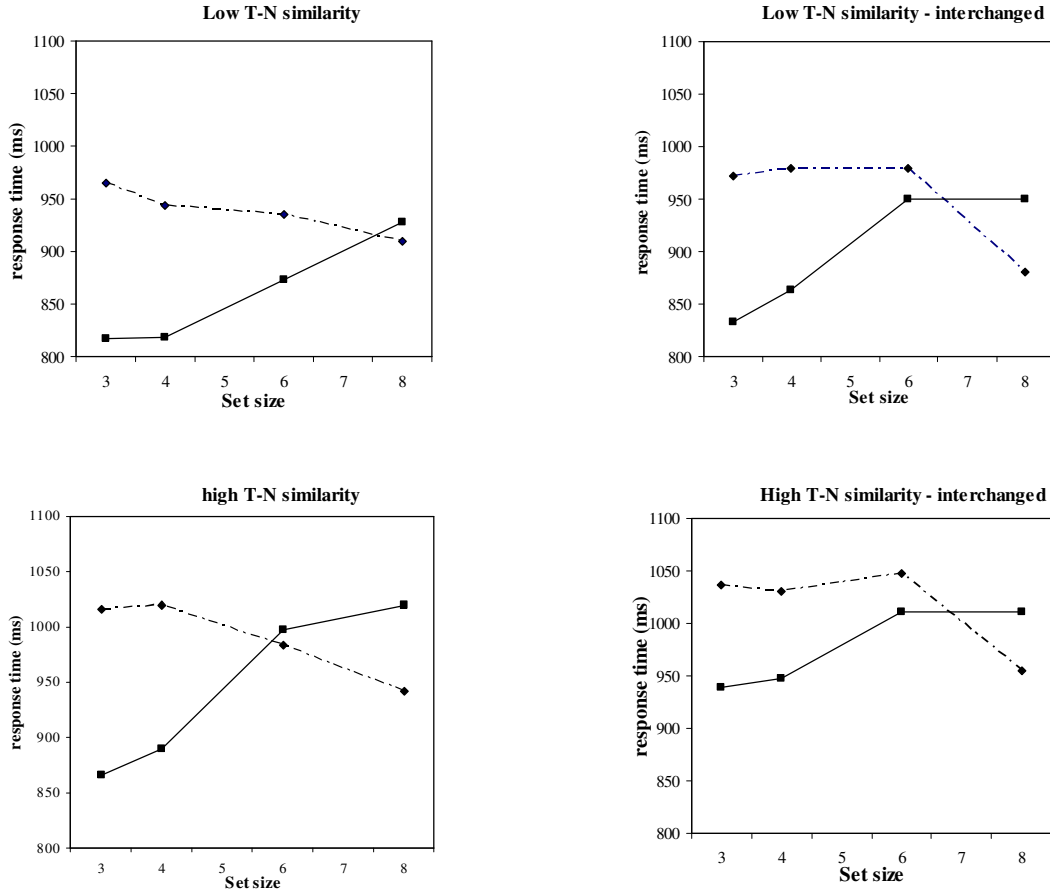 Low T-N similarity
1100
1050
1000
950
900
850
800
response time (ms)
3 4 5 6 7 8
Set size
Low T-N similarity - interchanged
1100
1050
1000
950
900
850
800
response time (ms)
3 4 5 6 7 8
Set size
high T-N similarity
1100
1050
1000
950
900
850
800
response time (ms)
3 4 5 6 7 8
Set size
High T-N similarity - interchanged
1100
1050
1000
950
900
850
800
response time (ms)
3 4 5 6 7 8
Set size